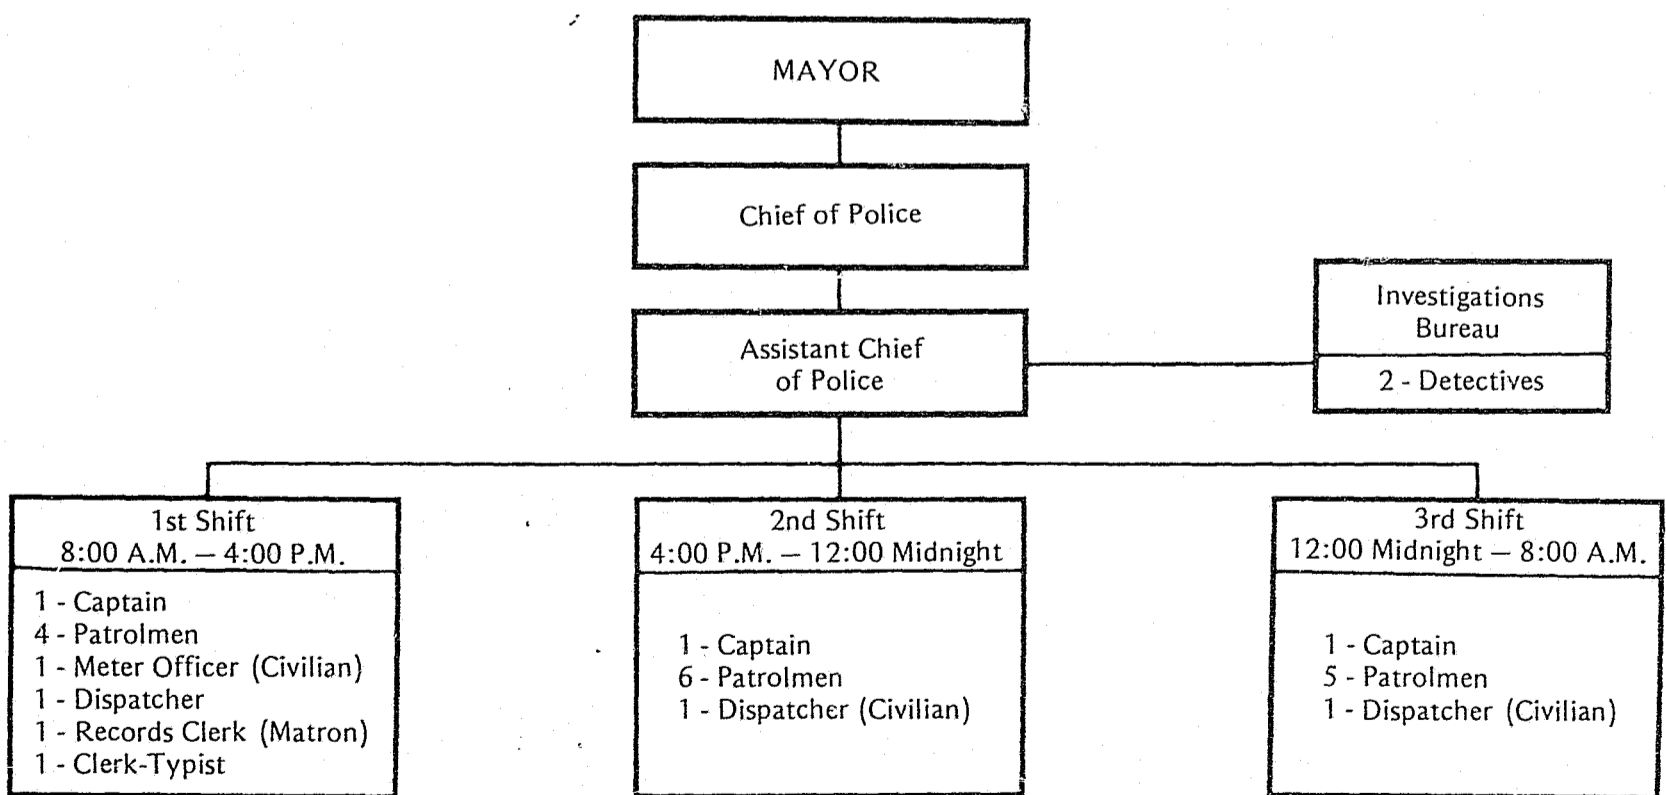 MAYOR
Chief of Police
Assistant Chief
of Police
Investigations
Bureau
2 - Detectives
1st Shift
8:00 A.M. — 4:00 P.M.
1 - Captain
4 - Patrolmen
1 - Meter Officer (Civilian)
1 - Dispatcher
1 - Records Clerk (Matron)
1 - Clerk-Typist
2nd Shift
4:00 P.M. — 12:00 Midnight
1 - Captain
6 - Patrolmen
1 - Dispatcher (Civilian)
3rd Shift
12:00 Midnight — 8:00 A.M.
1 - Captain
5 - Patrolmen
1 - Dispatcher (Civilian)